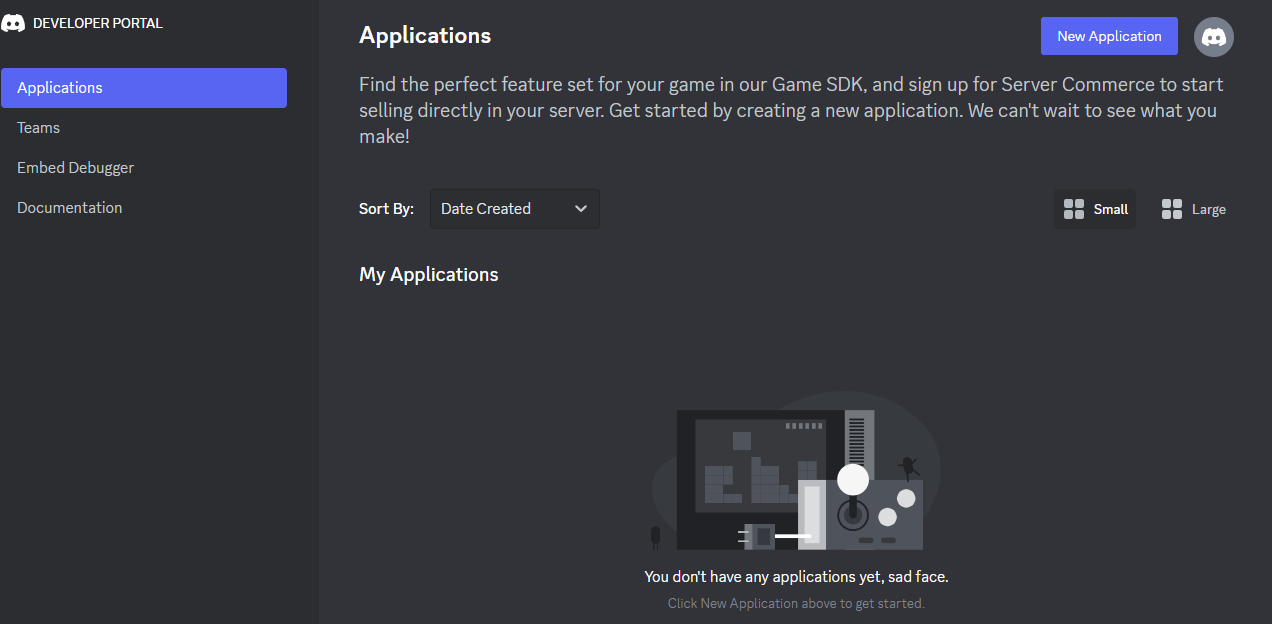 DEVELOPER PORTAL
Applications
Teams
Embed Debugger
Documentation
Applications
New Application
Find the perfect feature set for your game in our Game SDK, and sign up for Server Commerce to start
selling directly in your server. Get started by creating a new application. We can't wait to see what you
make!
Sort By:
Date Created
Small
Large
My Applications
You don't have any applications yet, sad face.
Click New Application above to get started.